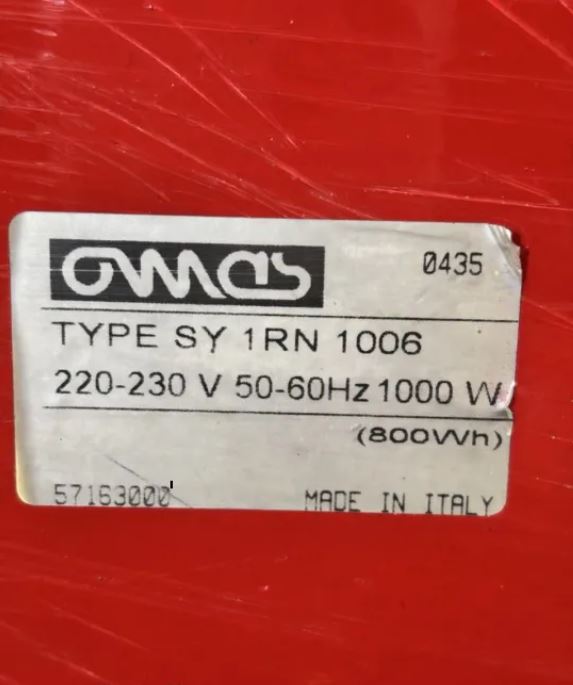 OMAS
0435
TYPE SY 1RN 1006
220-230 V 50-60Hz 1000 W
(800Wh)
57163000
MADE IN ITALY